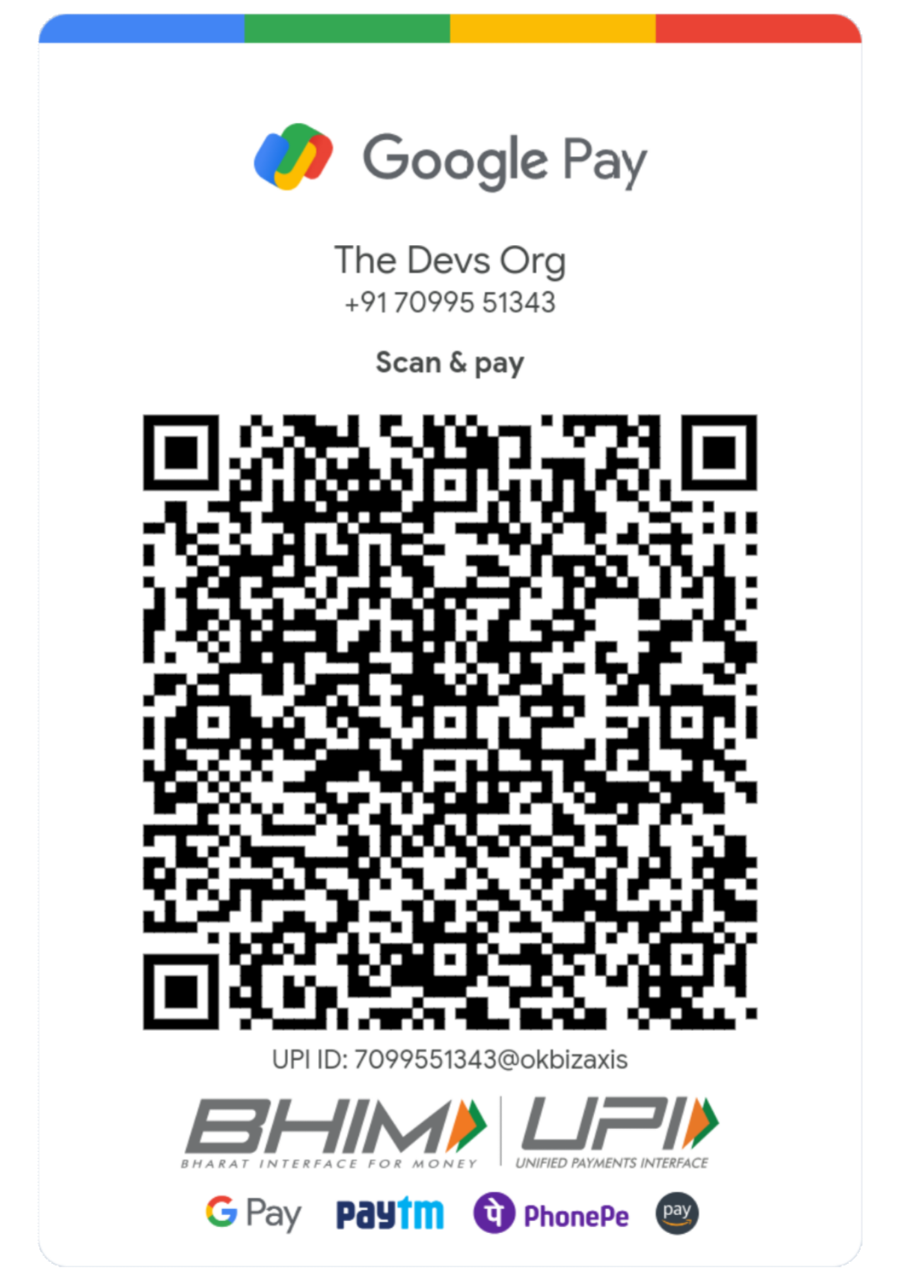 Google Pay
The Devs Org
+91 70995 51343
Scan & pay
UPI ID: 7099551343@okbizaxis
BHIM UPI
BHARAT INTERFACE FOR MONEY UNIFIED PAYMENTS INTERFACE
G Pay paytm पे PhonePe pay